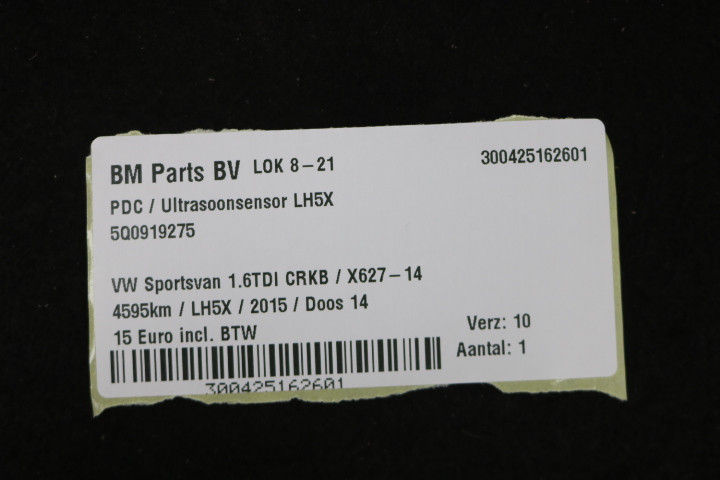 BM Parts BV LOK 8-21 300425162601
PDC / Ultrasoonsensor LH5X
5Q0919275
VW Sportsvan 1.6TDI CRKB / X627-14
4595km / LH5X / 2015 / Doos 14
15 Euro incl. BTW Verz: 10
Aantal: 1
300425162601